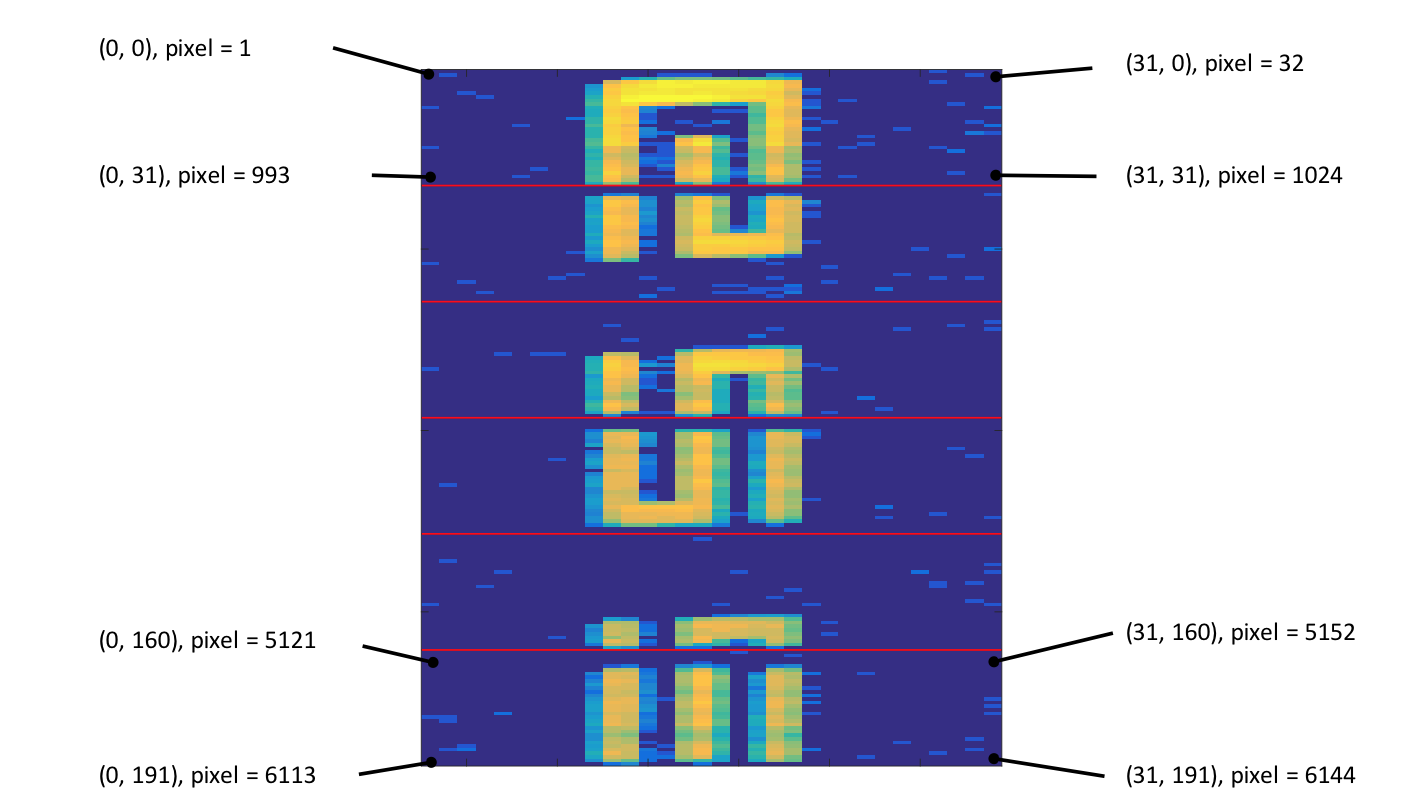 (0, 0), pixel = 1
(31, 0), pixel = 32
(0, 31), pixel = 993
(31, 31), pixel = 1024
(0, 160), pixel = 5121
(31, 160), pixel = 5152
(0, 191), pixel = 6113
(31, 191), pixel = 6144